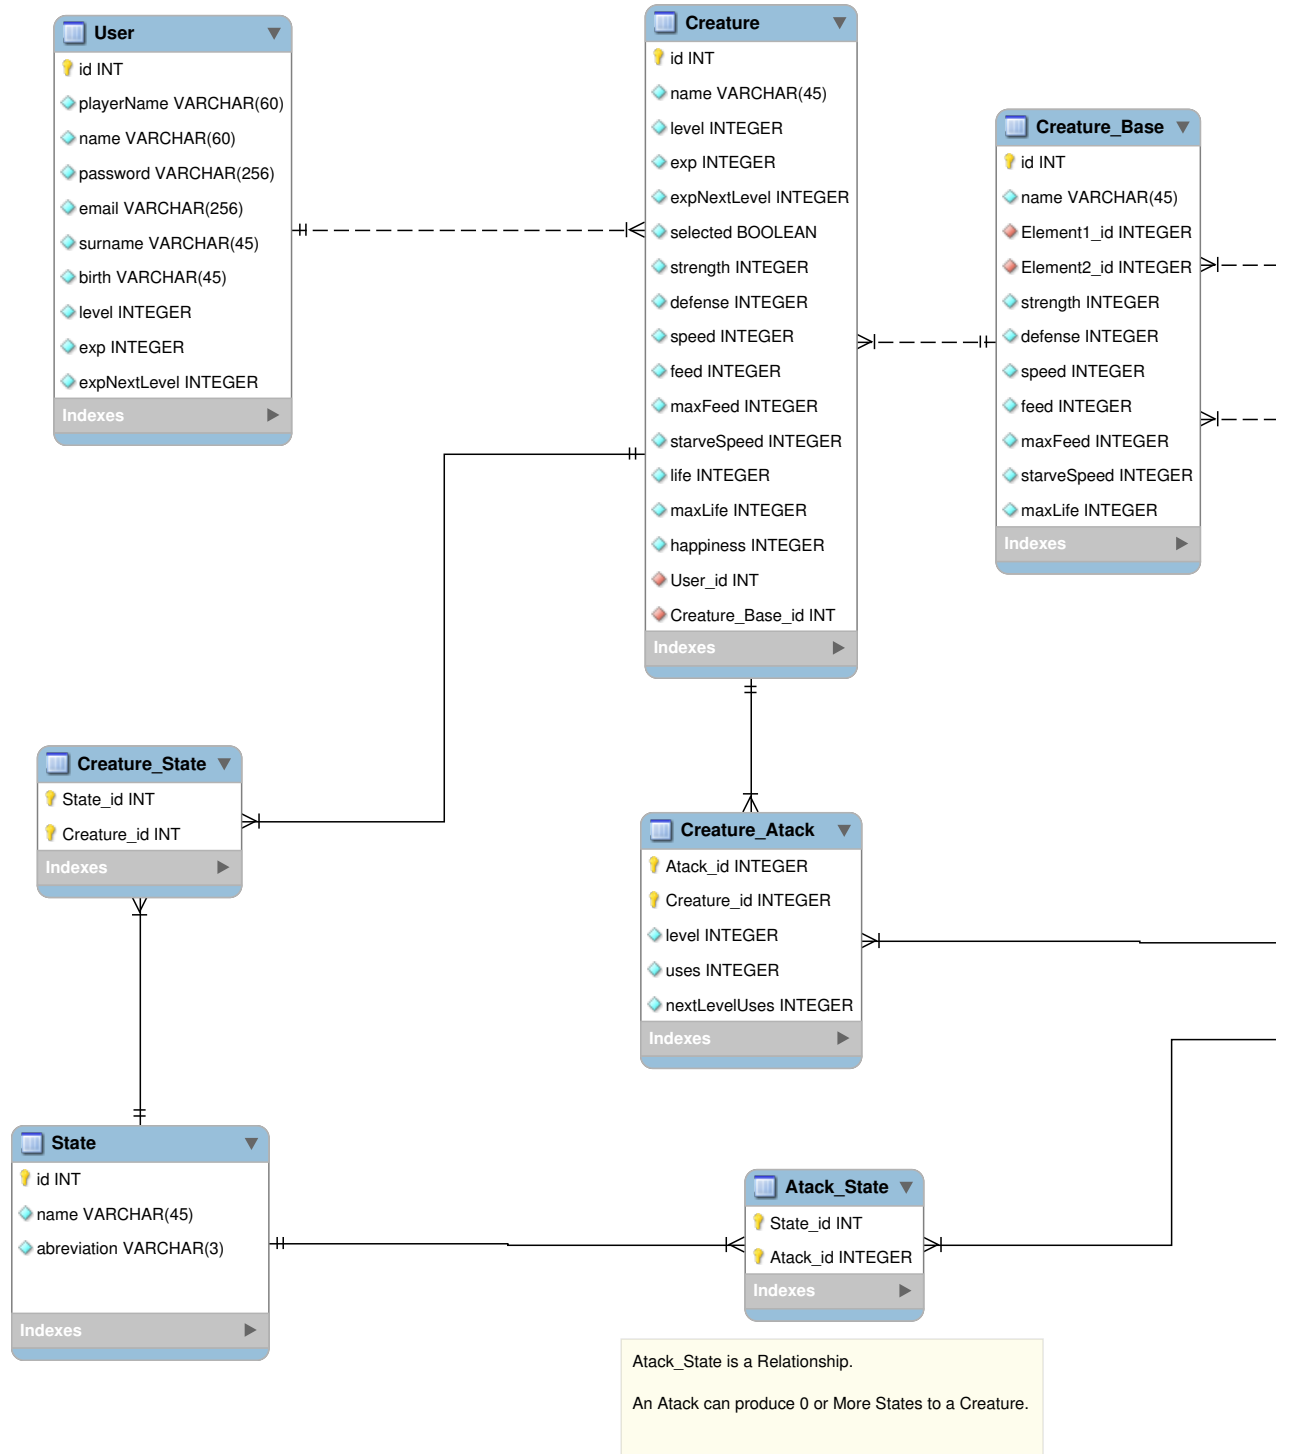 User
id INT
playerName VARCHAR(60)
name VARCHAR(60)
password VARCHAR(256)
email VARCHAR(256)
surname VARCHAR(45)
birth VARCHAR(45)
level INTEGER
exp INTEGER
expNextLevel INTEGER
Indexes
Creature
id INT
name VARCHAR(45)
level INTEGER
exp INTEGER
expNextLevel INTEGER
selected BOOLEAN
strength INTEGER
defense INTEGER
speed INTEGER
feed INTEGER
maxFeed INTEGER
starveSpeed INTEGER
life INTEGER
maxLife INTEGER
happiness INTEGER
User_id INT
Creature_Base_id INT
Indexes
Creature_Base
id INT
name VARCHAR(45)
Element1_id INTEGER
Element2_id INTEGER
strength INTEGER
defense INTEGER
speed INTEGER
feed INTEGER
maxFeed INTEGER
starveSpeed INTEGER
maxLife INTEGER
Indexes
Creature_State
State_id INT
Creature_id INT
Indexes
Creature_Atack
Atack_id INTEGER
Creature_id INTEGER
level INTEGER
uses INTEGER
nextLevelUses INTEGER
Indexes
State
id INT
name VARCHAR(45)
abreviation VARCHAR(3)
Indexes
Atack_State
State_id INT
Atack_id INTEGER
Indexes
Atack_State is a Relationship.
An Atack can produce 0 or More States to a Creature.